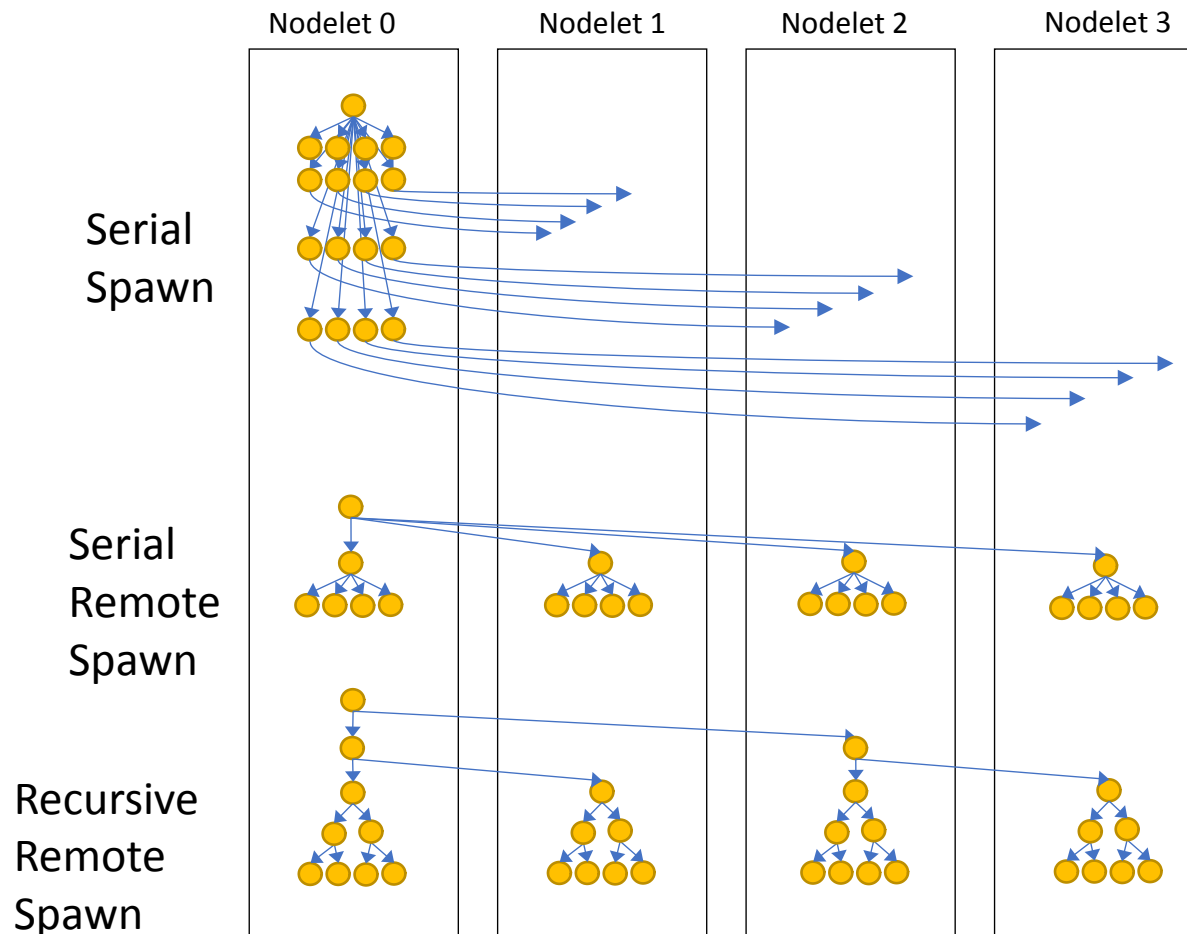 Nodelet 0
Nodelet 1
Nodelet 2
Nodelet 3
Serial
Spawn
Serial
Remote
Spawn
Recursive
Remote
Spawn